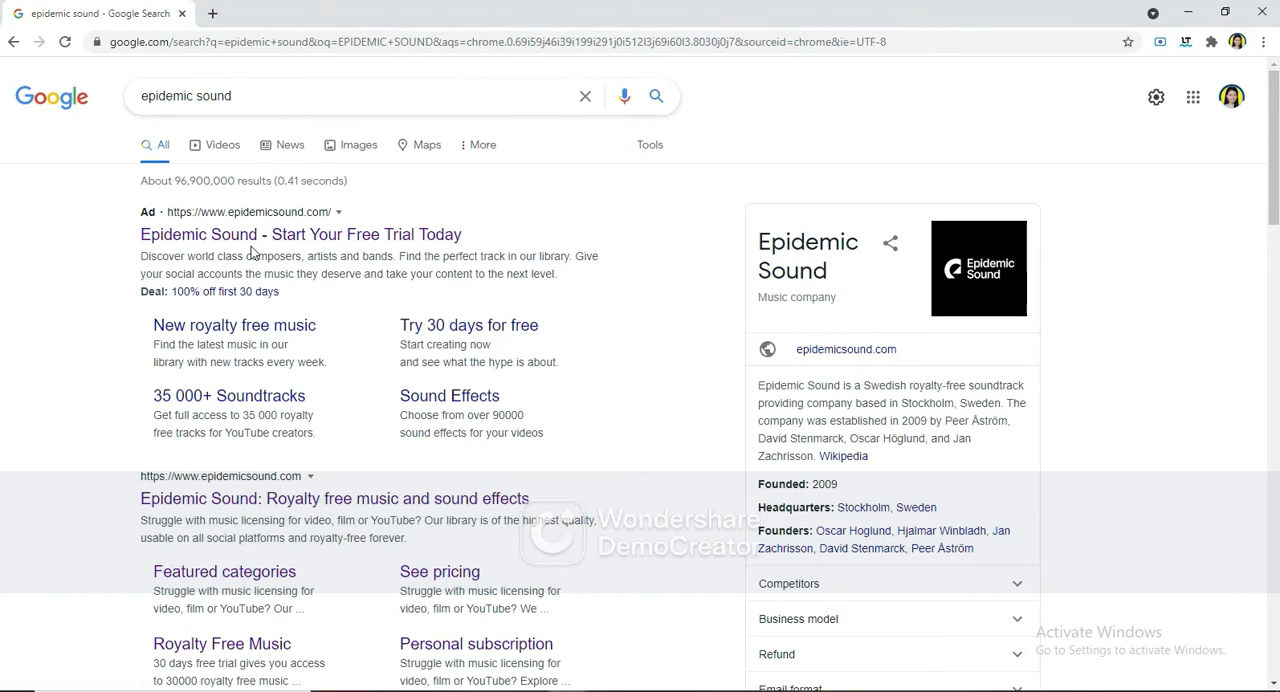 epidemic sound - Google Search
google.com/search?q=epidemic+sound&oq=EPIDEMIC+SOUND&aqs=chrome.0.69i59j46i39i199i291j0i512l3j69i60l3.8030j0j7&sourceid=chrome&ie=UTF-8
Google
epidemic sound
All Videos News Images Maps More Tools
About 96,900,000 results (0.41 seconds)
Ad · https://www.epidemicsound.com/
Epidemic Sound - Start Your Free Trial Today
Discover world class composers, artists and bands. Find the perfect track in our library. Give
your social accounts the music they deserve and take your content to the next level.
Deal: 100% off first 30 days
New royalty free music
Find the latest music in our
library with new tracks every week.
Try 30 days for free
Start creating now
and see what the hype is about.
35 000+ Soundtracks
Get full access to 35 000 royalty
free tracks for YouTube creators.
Sound Effects
Choose from over 90000
sound effects for your videos
https://www.epidemicsound.com
Epidemic Sound: Royalty free music and sound effects
Struggle with music licensing for video, film or YouTube? Our library is of the highest quality,
usable on all social platforms and royalty-free forever.
Featured categories
Struggle with music licensing for
video, film or YouTube? Our ...
See pricing
Struggle with music licensing for
video, film or YouTube? We ...
Royalty Free Music
30 days free trial gives you access
to 30000 royalty free music ...
Personal subscription
Struggle with music licensing for
video, film or YouTube? Explore ...
Epidemic
Sound
Music company
Epidemic
Sound
epidemicsound.com
Epidemic Sound is a Swedish royalty-free soundtrack
providing company based in Stockholm, Sweden. The
company was established in 2009 by Peer Åström,
David Stenmarck, Oscar Höglund, and Jan
Zachrisson. Wikipedia
Founded: 2009
Headquarters: Stockholm, Sweden
Founders: Oscar Hoglund, Hjalmar Winbladh, Jan
Zachrisson, David Stenmarck, Peer Åström
Competitors
Business model
Refund
Email format
Wondershare
DemoCreator
Activate Windows
Go to Settings to activate Windows.